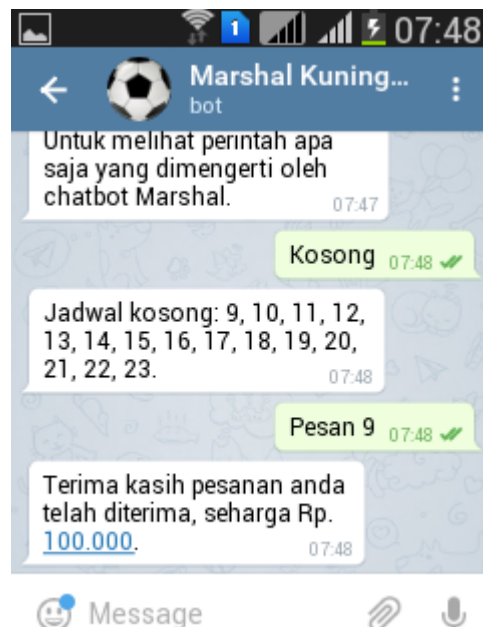 1 07:48
Marshal Kuning...
bot
Untuk melihat perintah apa
saja yang dimengerti oleh
chatbot Marshal.
07:47
Kosong 07:48
Jadwal kosong: 9, 10, 11, 12,
13, 14, 15, 16, 17, 18, 19, 20,
21, 22, 23.
07:48
Pesan 9 07:48
Terima kasih pesanan anda
telah diterima, seharga Rp.
100.000.
07:48
Message